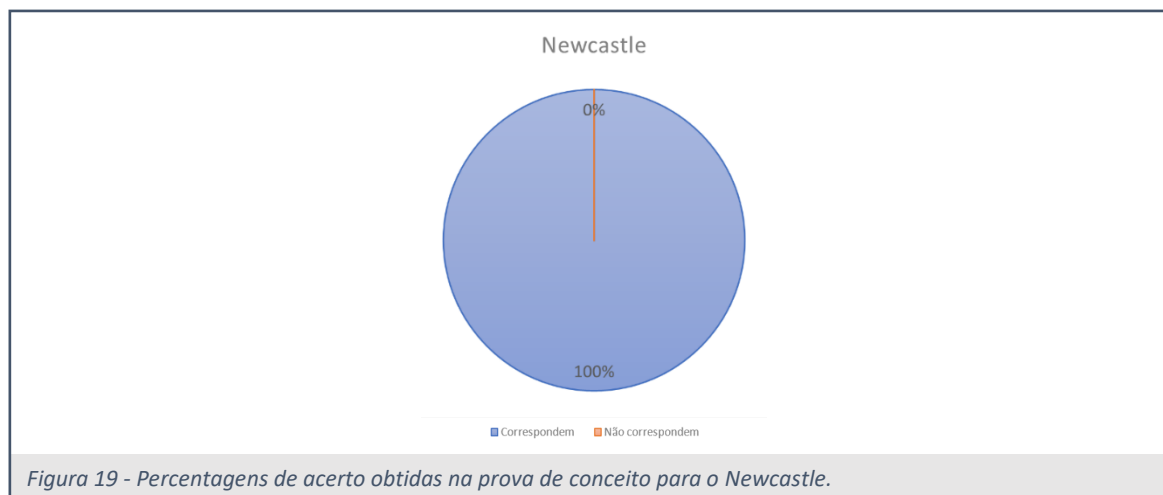 Newcastle
0%
100%
Correspondem Não correspondem
Figura 19 - Percentagens de acerto obtidas na prova de conceito para o Newcastle.